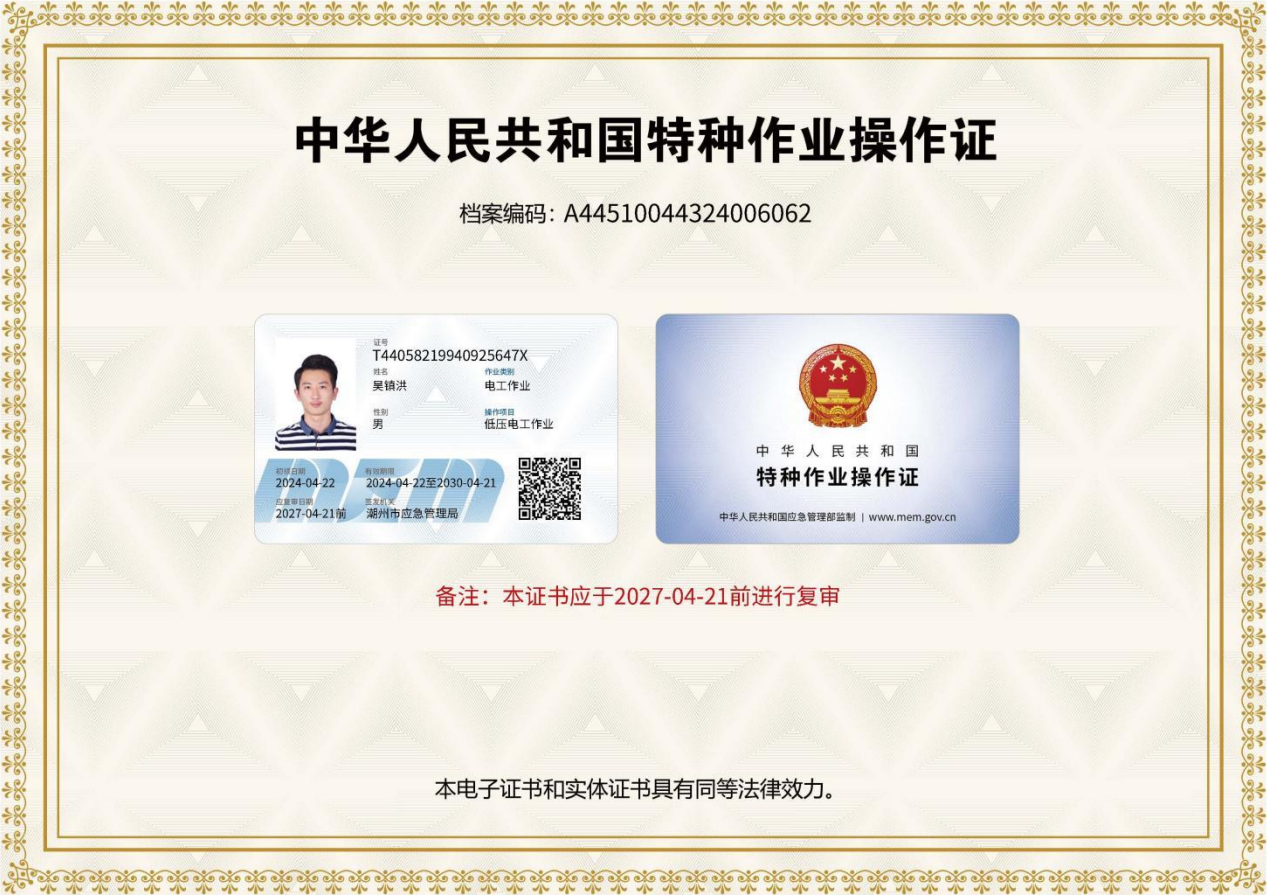 中华人民共和国特种作业操作证
档案编码：A44510044324006062
证号
T44058219940925647X
姓名 作业类别
吴镇洪 电工作业
性别 操作项目
男 低压电工作业
初领日期 有效期限
2024-04-22 2024-04-22至2030-04-21
应复审日期 签发机关
2027-04-21前 潮州市应急管理局
中华人民共和国
特种作业操作证
中华人民共和国应急管理部监制 | www.mem.gov.cn
备注：本证书应于2027-04-21前进行复审
本电子证书和实体证书具有同等法律效力。